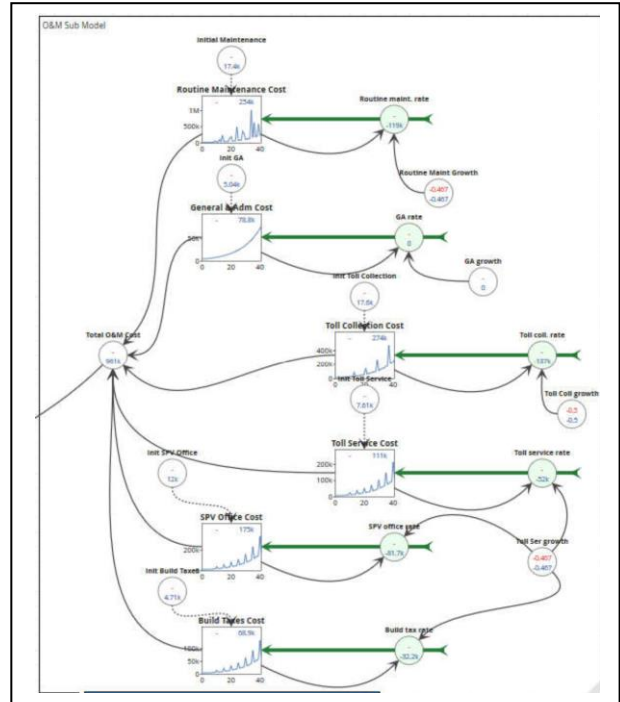 O&M Sub Model
Initial Maintenance
-
17.4k
Routine Maintenance Cost
- 254k
1M
500k
0
0 20 40
Routine maint. rate
-
-119k
Routine Maint Growth
-0.467
-0.467
Init GA
-
5.04k
General & Adm Cost
- 78.8k
50k
0
0 20 40
GA rate
-
0
GA growth
-
0
Init Toll Collection
-
17.6k
Toll Collection Cost
- 274k
400k
200k
0
0 20 40
Toll coll. rate
-
-137k
Toll Coll growth
-0.5
-0.5
Total O&M Cost
-
961k
Init Toll Service
-
7.61k
Toll Service Cost
- 111k
200k
100k
0
0 20 40
Toll service rate
-
-52k
Init SPV Office
-
12k
SPV Office Cost
- 175k
200k
0
0 20 40
SPV office rate
-
-81.7k
Toll Ser growth
-0.467
-0.467
Init Build Taxes
-
4.71k
Build Taxes Cost
- 68.9k
100k
50k
0
0 20 40
Build tax rate
-
-32.2k